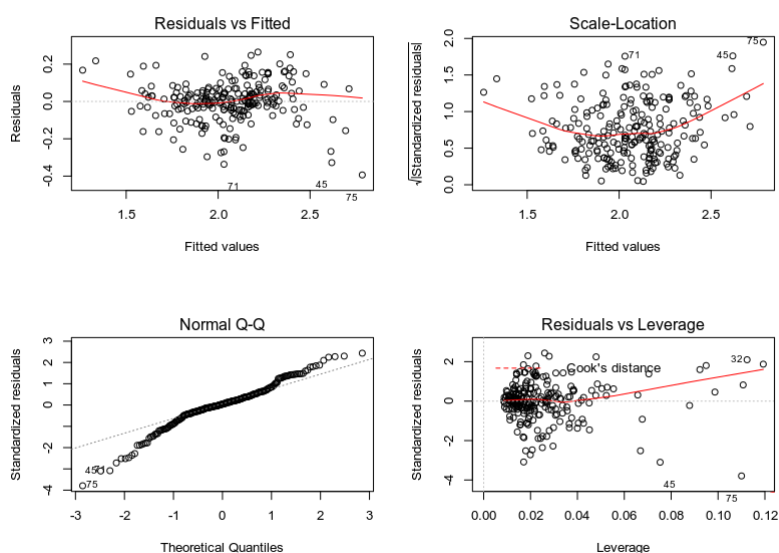 Residuals vs Fitted
Residuals
0.2
0.0
-0.2
-0.4
71
45
75
1.5 2.0 2.5
Fitted values
Scale-Location
√|Standardized residuals|
2.0
1.5
1.0
0.5
0.0
71
45
75
1.5 2.0 2.5
Fitted values
Normal Q-Q
Standardized residuals
3
2
0
-2
-4
45
75
-3 -2 -1 0 1 2 3
Theoretical Quantiles
Residuals vs Leverage
Standardized residuals
2
0
-2
-4
Cook's distance
32
45
75
0.00 0.02 0.04 0.06 0.08 0.10 0.12
Leverage